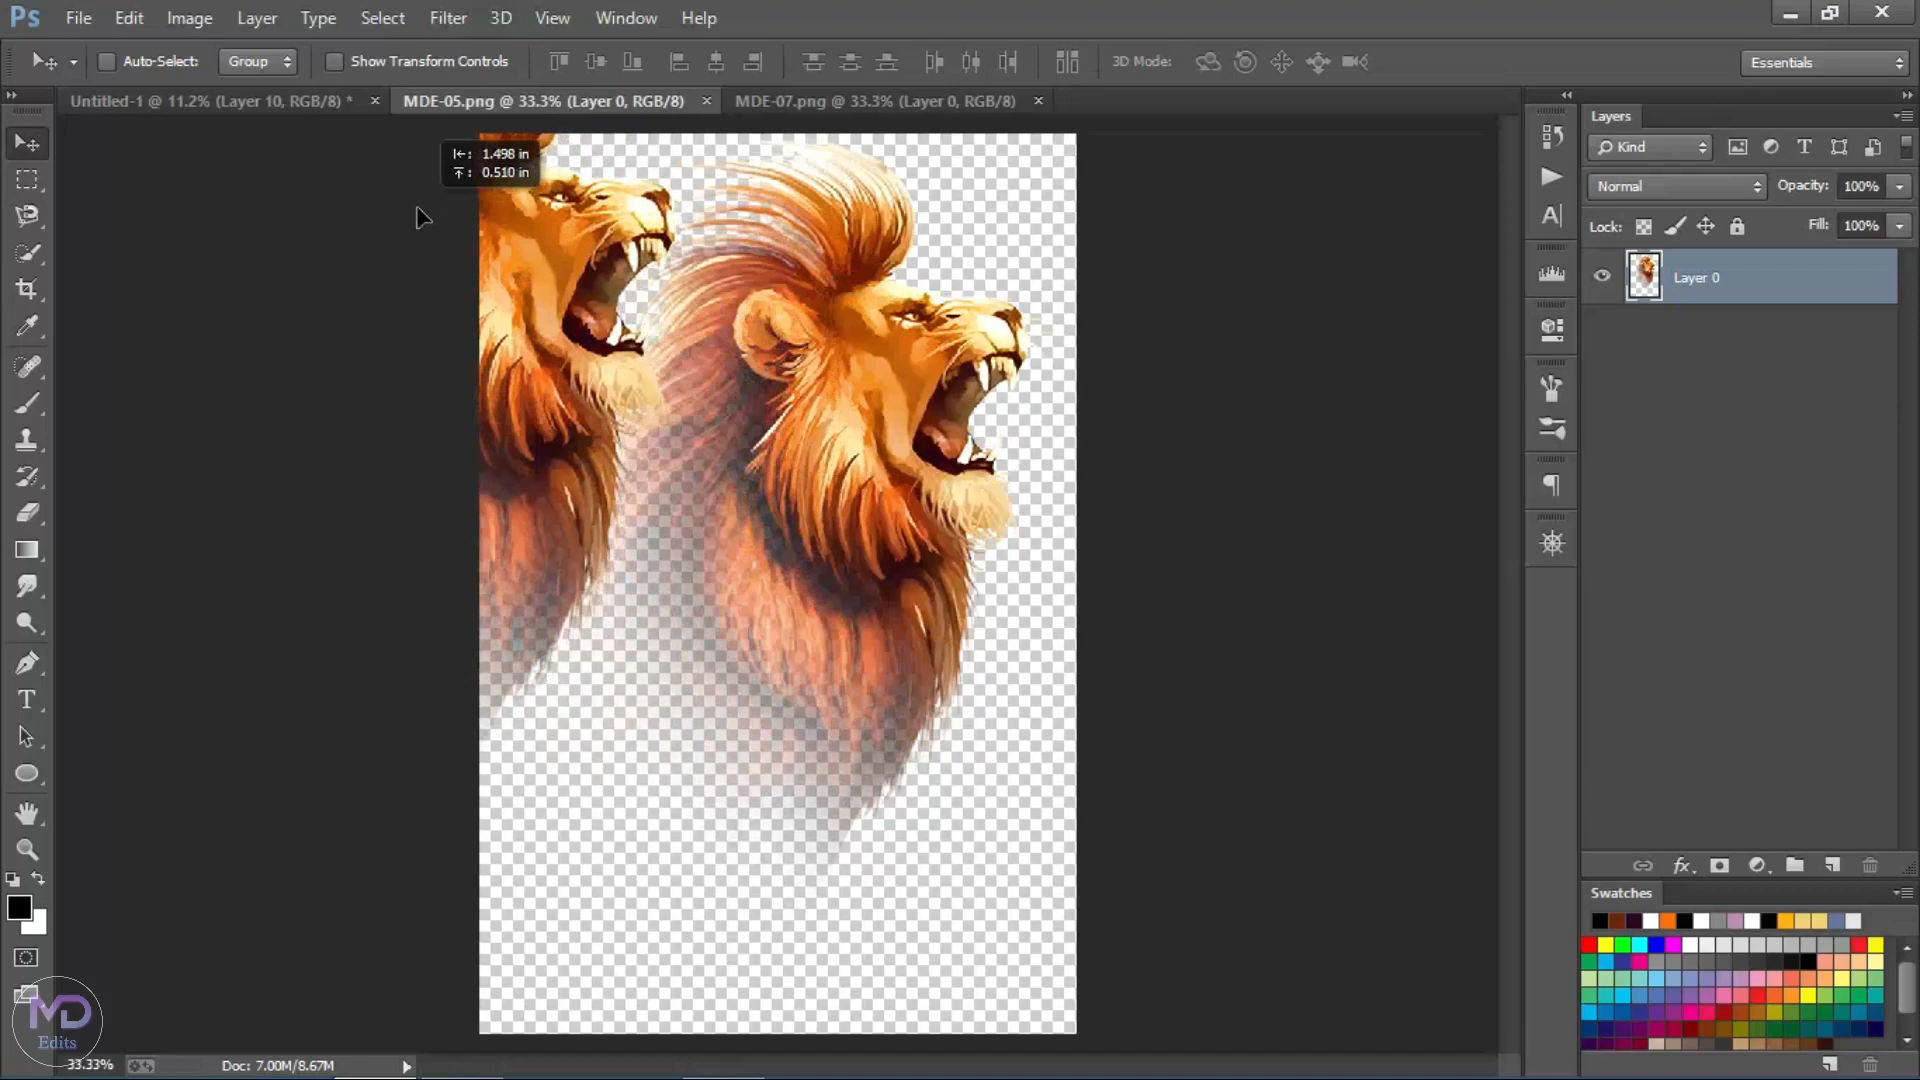 Ps File Edit Image Layer Type Select Filter 3D View Window Help
Auto-Select: Group Show Transform Controls 3D Mode: Essentials
Untitled-1 @ 11.2% (Layer 10, RGB/8) * × MDE-05.png @ 33.3% (Layer 0, RGB/8) × MDE-07.png @ 33.3% (Layer 0, RGB/8) ×
Layers
Kind
Normal Opacity: 100%
Lock: Fill: 100%
Layer 0
1.498 in
0.510 in
Swatches
MD
Edits
33.33% Doc: 7.00M/8.67M